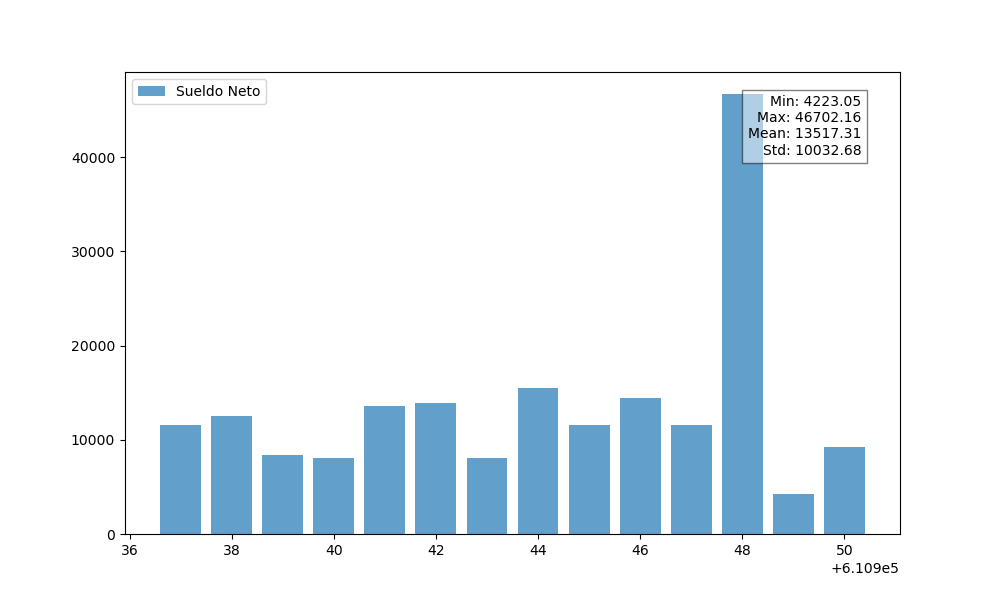 Sueldo Neto
Min: 4223.05
Max: 46702.16
Mean: 13517.31
Std: 10032.68
40000
30000
20000
10000
0
36 38 40 42 44 46 48 50
+6.109e5